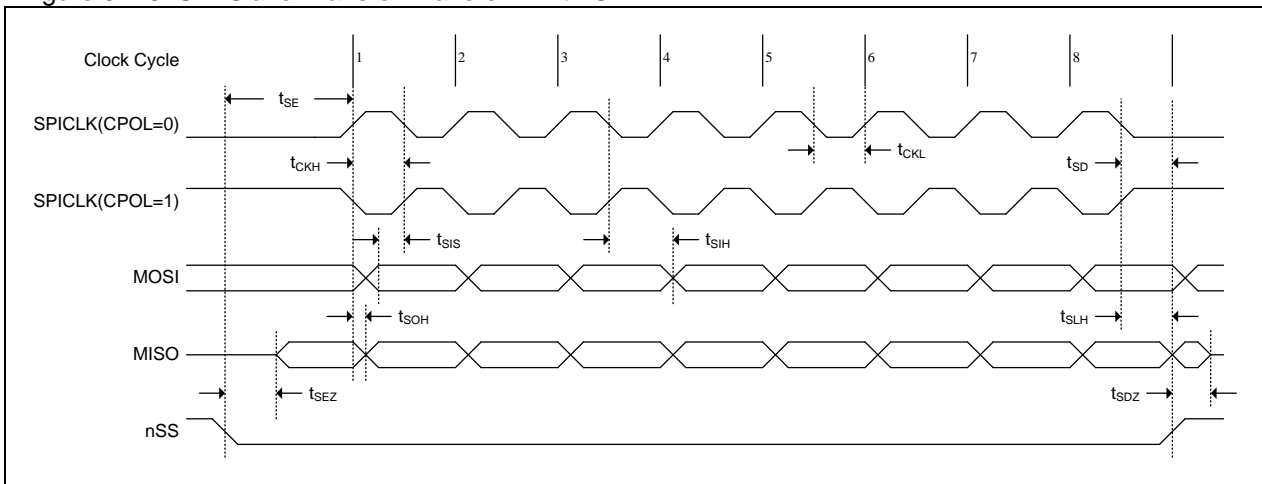 Clock Cycle
1 2 3 4 5 6 7 8
tSE
SPICLK(CPOL=0)
tCKH
tCKL
tSD
SPICLK(CPOL=1)
tSIS
tSIH
MOSI
tSOH
tSLH
MISO
tSEZ
tSDZ
nSS